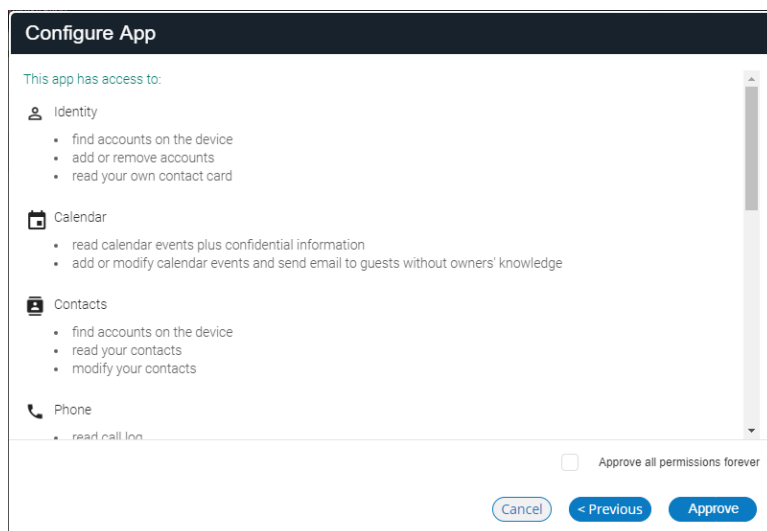 Configure App
This app has access to:
Identity
find accounts on the device
add or remove accounts
read your own contact card
Calendar
read calendar events plus confidential information
add or modify calendar events and send email to guests without owners' knowledge
Contacts
find accounts on the device
read your contacts
modify your contacts
Phone
read call log
Approve all permissions forever
Cancel
< Previous
Approve